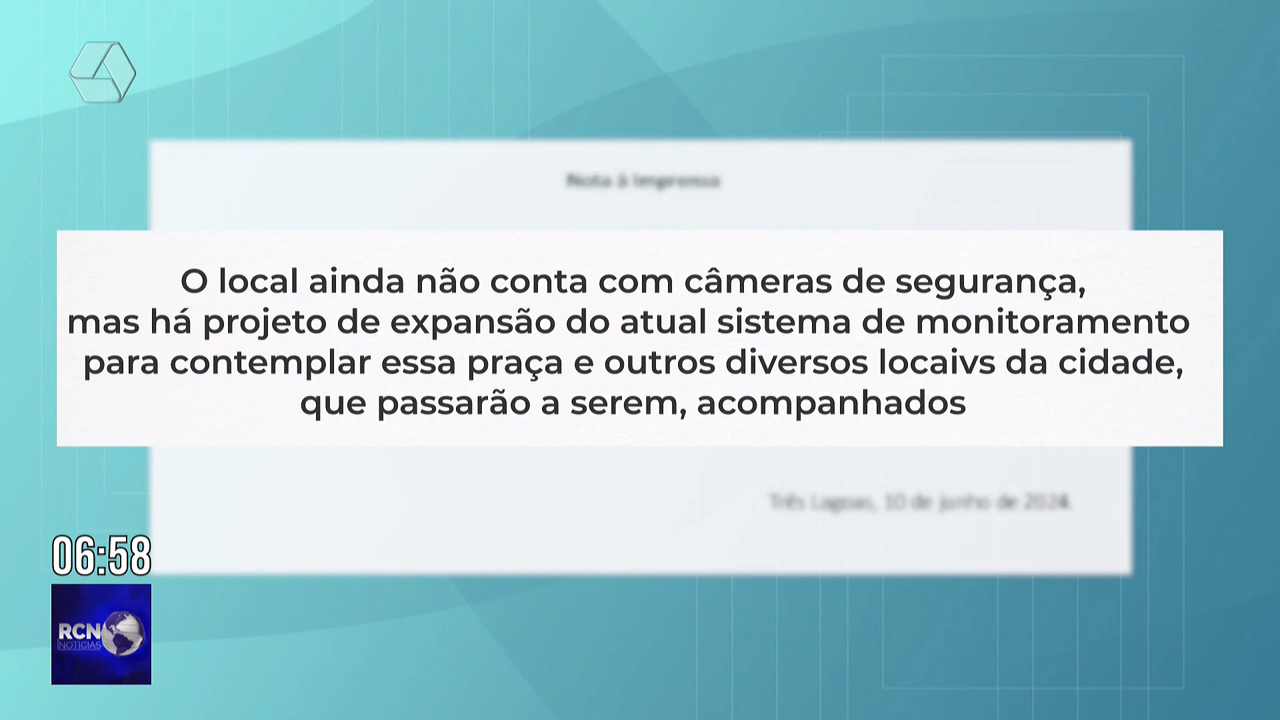 Nota à Imprensa
O local ainda não conta com câmeras de segurança,
mas há projeto de expansão do atual sistema de monitoramento
para contemplar essa praça e outros diversos locaivs da cidade,
que passarão a serem, acompanhados
Três Lagoas, 10 de junho de 2024.
06:58
RCN
NOTÍCIAS